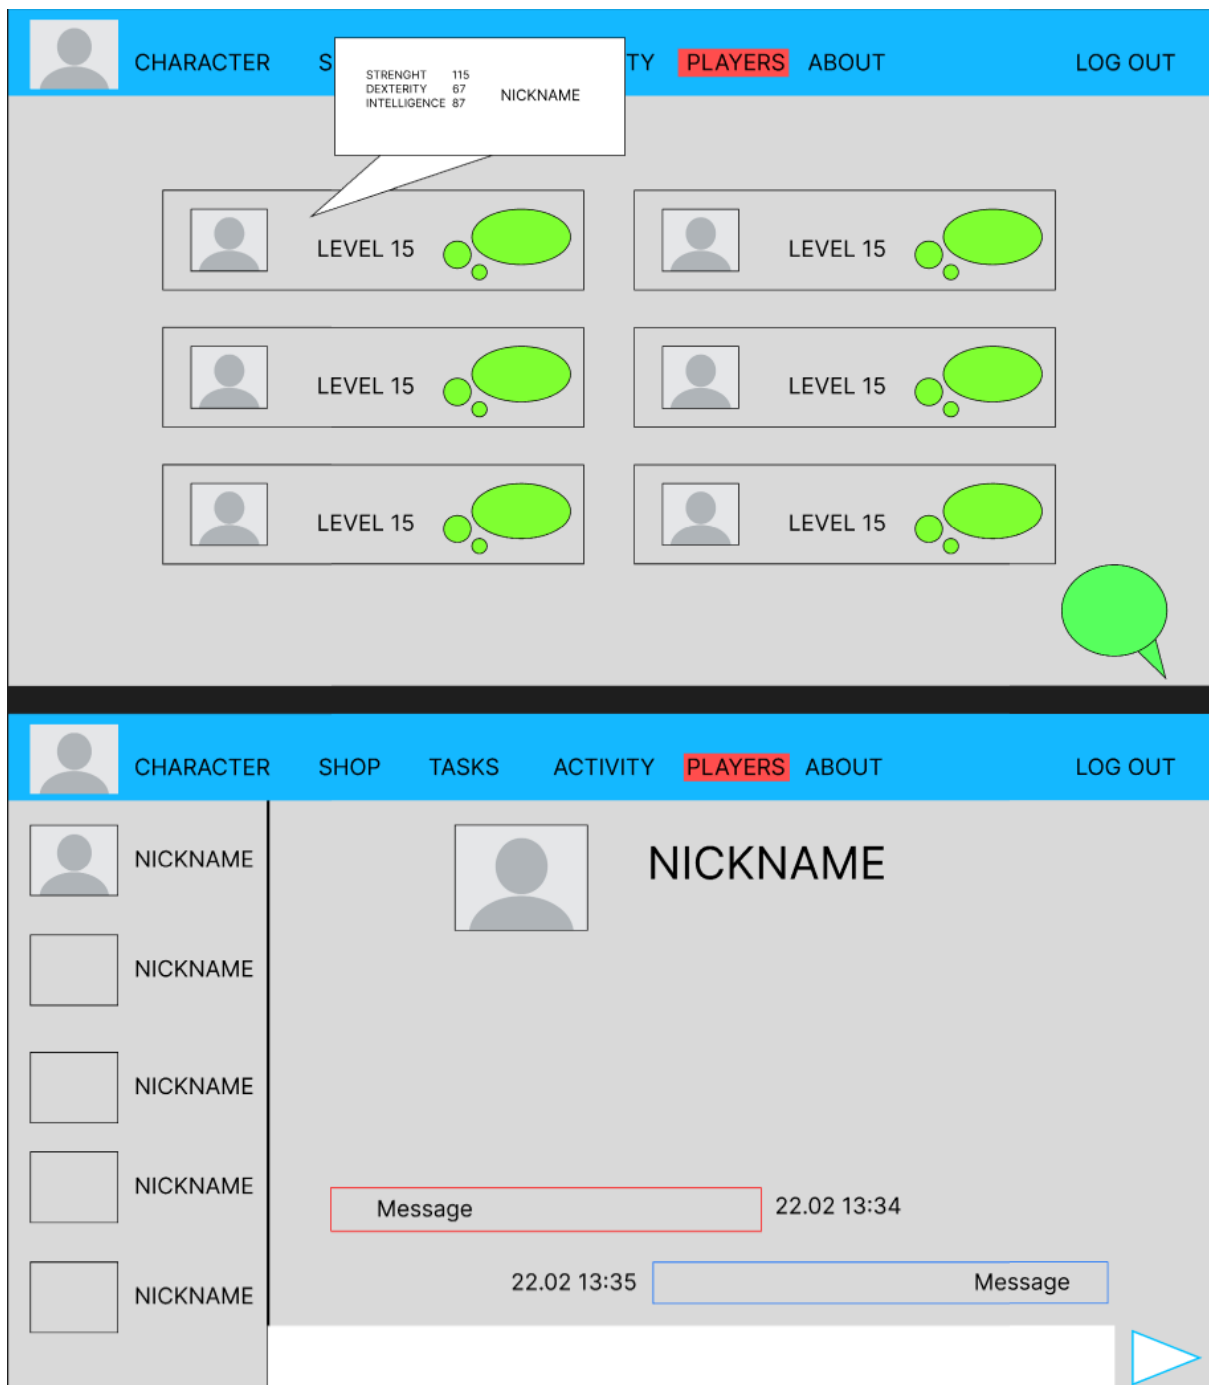 CHARACTER S TY PLAYERS ABOUT LOG OUT
STRENGHT 115
DEXTERITY 67
INTELLIGENCE 87
NICKNAME
LEVEL 15 LEVEL 15
LEVEL 15 LEVEL 15
LEVEL 15 LEVEL 15
CHARACTER SHOP TASKS ACTIVITY PLAYERS ABOUT LOG OUT
NICKNAME
NICKNAME
NICKNAME
NICKNAME
NICKNAME
NICKNAME
Message 22.02 13:34
22.02 13:35 Message